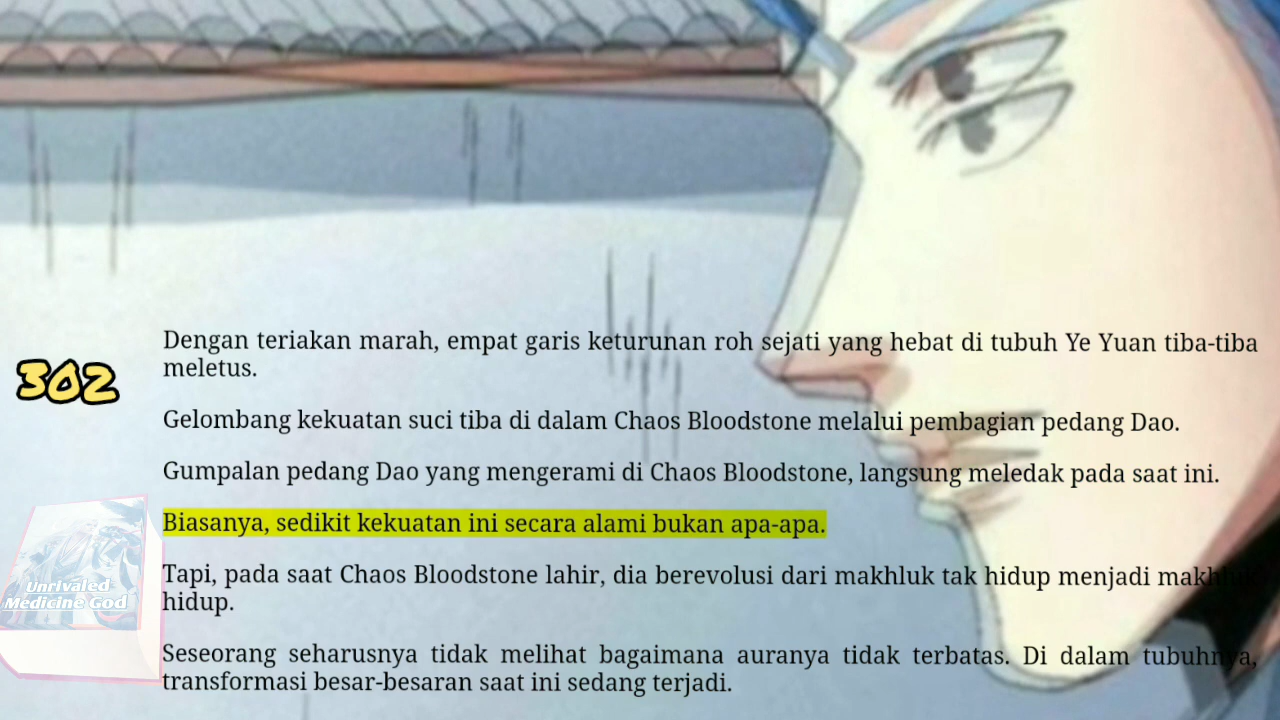 Dengan teriakan marah, empat garis keturunan roh sejati yang hebat di tubuh Ye Yuan tiba-tiba
meletus.
302
Gelombang kekuatan suci tiba di dalam Chaos Bloodstone melalui pembagian pedang Dao.
Gumpalan pedang Dao yang mengerami di Chaos Bloodstone, langsung meledak pada saat ini.
Biasanya, sedikit kekuatan ini secara alami bukan apa-apa.
Tapi, pada saat Chaos Bloodstone lahir, dia berevolusi dari makhluk tak hidup menjadi makhluk
hidup.
Unrivaled
Medicine God
Seseorang seharusnya tidak melihat bagaimana auranya tidak terbatas. Di dalam tubuhnya,
transformasi besar-besaran saat ini sedang terjadi.